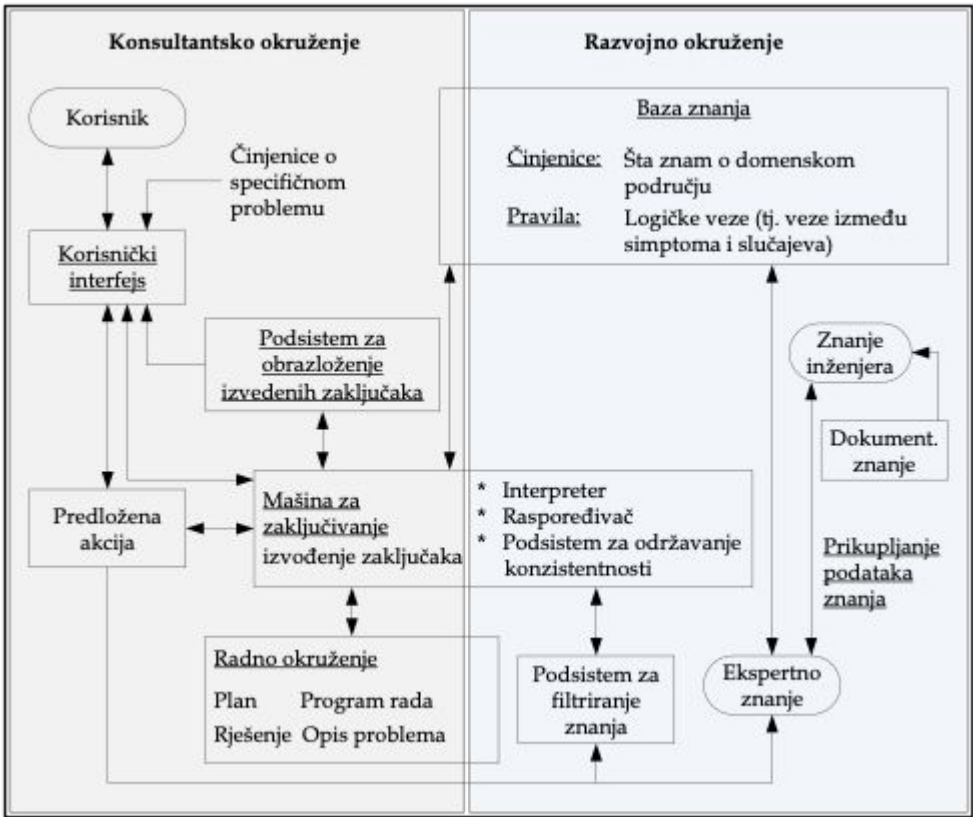 Konsultantsko okruženje
Razvojno okruženje
Korisnik
Činjenice o
specifičnom
problemu
Korisnički
interfejs
Podsistem za
obrazloženje
izvedenih zaključaka
Baza znanja
Činjenice: Šta znam o domenskom
području
Pravila: Logičke veze (tj. veze između
simptoma i slučajeva)
Znanje
inženjera
Dokument.
znanje
Predložena
akcija
Mašina za
zaključivanje
izvođenje zaključaka
* Interpreter
* Raspoređivač
* Podsistem za održavanje
konzistentnosti
Prikupljanje
podataka
znanja
Radno okruženje
Plan Program rada
Rješenje Opis problema
Podsistem za
filtriranje
znanja
Ekspertno
znanje